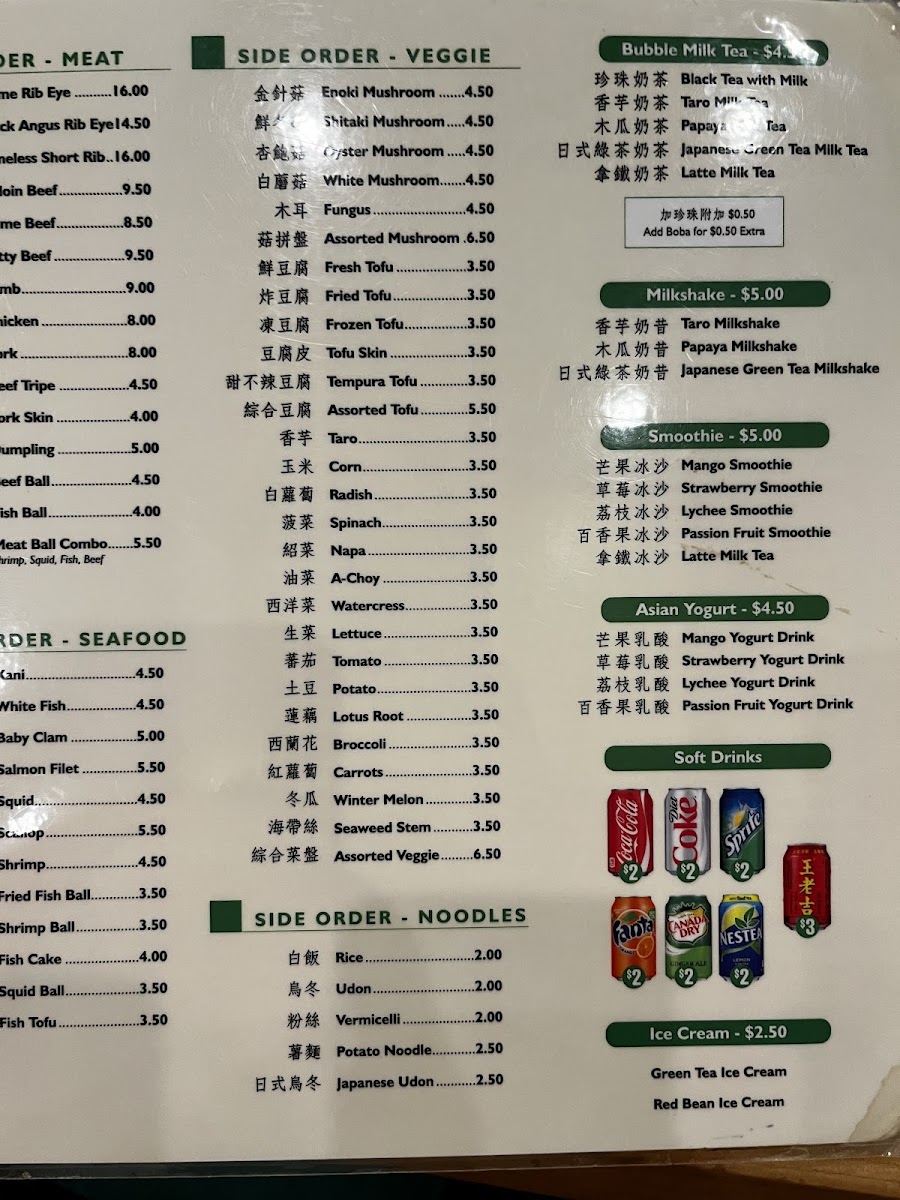 DER - MEAT
me Rib Eye .........16.00
ck Angus Rib Eye14.50
neless Short Rib..16.00
loin Beef................9.50
me Beef.................8.50
tty Beef..................9.50
mb..........................9.00
hicken.....................8.00
rk...........................8.00
eef Tripe .................4.50
ork Skin ..................4.00
umpling ..................5.00
eef Ball....................4.50
ish Ball.....................4.00
Meat Ball Combo......5.50
hrimp, Squid, Fish, Beef
RDER - SEAFOOD
Kani...........................4.50
White Fish.................4.50
Baby Clam ................5.00
Salmon Filet .............5.50
Squid.........................4.50
5.50
Shrimp.......................4.50
Fried Fish Ball............3.50
Shrimp Ball................3.50
Fish Cake ..................4.00
Squid Ball...................3.50
Fish Tofu....................3.50
SIDE ORDER - VEGGIE
金針菇 Enoki Mushroom ......4.50
鮮 Shitaki Mushroom.....4.50
杏鮑菇 Oyster Mushroom ...4.50
白蘑菇 White Mushroom......4.50
木耳 Fungus.....................4.50
菇拼盤 Assorted Mushroom .6.50
鮮豆腐 Fresh Tofu ................3.50
炸豆腐 Fried Tofu.................3.50
凍豆腐 Frozen Tofu..............3.50
豆腐皮 Tofu Skin ..................3.50
甜不辣豆腐 Tempura Tofu ...........3.50
綜合豆腐 Assorted Tofu ...........5.50
香芋 Taro.........................3.50
玉米 Corn........................3.50
白蘿蔔 Radish......................3.50
菠菜 Spinach....................3.50
紹菜 Napa .......................3.50
油菜 A-Choy ...................3.50
西洋菜 Watercress..............3.50
生菜 Lettuce....................3.50
蕃茄 Tomato ...................3.50
土豆 Potato.....................3.50
蓮藕 Lotus Root ..............3.50
西蘭花 Broccoli ..................3.50
紅蘿蔔 Carrots....................3.50
冬瓜 Winter Melon...........3.50
海帶絲 Seaweed Stem..........3.50
綜合菜盤 Assorted Veggie........6.50
SIDE ORDER - NOODLES
白飯 Rice .........................2.00
烏冬 Udon.......................2.00
粉絲 Vermicelli ................2.00
薯麵 Potato Noodle..........2.50
日式烏冬 Japanese Udon ..........2.50
Bubble Milk Tea - $4.
珍珠奶茶 Black Tea with Milk
香芋奶茶 Taro Milk Tea
木瓜奶茶 Papaya Tea
日式綠茶奶茶 Japanese Green Tea Milk Tea
拿鐵奶茶 Latte Milk Tea
加珍珠附加 $0.50
Add Boba for $0.50 Extra
Milkshake - $5.00
香芋奶昔 Taro Milkshake
木瓜奶昔 Papaya Milkshake
日式綠茶奶昔 Japanese Green Tea Milkshake
Smoothie - $5.00
芒果冰沙 Mango Smoothie
草莓冰沙 Strawberry Smoothie
荔枝冰沙 Lychee Smoothie
百香果冰沙 Passion Fruit Smoothie
拿鐵冰沙 Latte Milk Tea
Asian Yogurt - $4.50
芒果乳酸 Mango Yogurt Drink
草莓乳酸 Strawberry Yogurt Drink
荔枝乳酸 Lychee Yogurt Drink
百香果乳酸 Passion Fruit Yogurt Drink
Soft Drinks
Coca-Cola $2
Diet Coke $2
Sprite $2
王老吉 $3
Fanta $2
CANADA DRY GINGER ALE $2
NESTEA LEMON $2
Ice Cream - $2.50
Green Tea Ice Cream
Red Bean Ice Cream